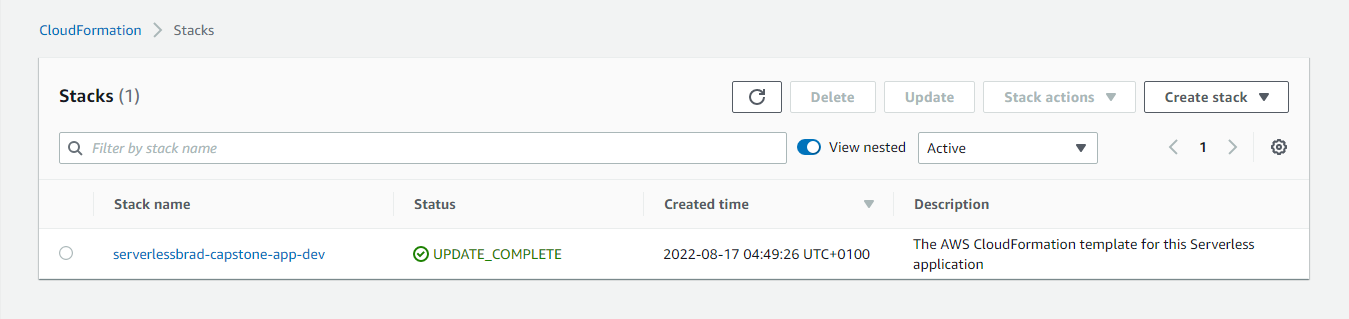 CloudFormation > Stacks
Stacks (1)
Delete
Update
Stack actions
Create stack
Filter by stack name
View nested
Active
1
Stack name
Status
Created time
Description
serverlessbrad-capstone-app-dev
UPDATE_COMPLETE
2022-08-17 04:49:26 UTC+0100
The AWS CloudFormation template for this Serverless
application